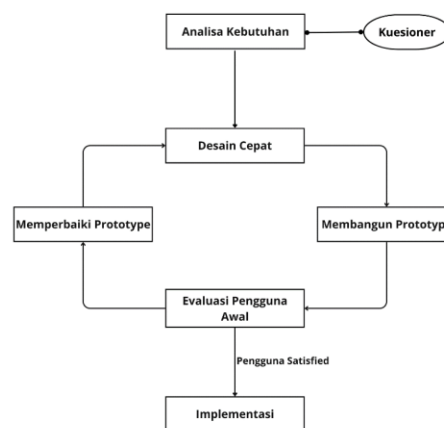 Analisa Kebutuhan
Kuesioner
Desain Cepat
Memperbaiki Prototype
Membangun Prototyp
Evaluasi Pengguna
Awal
Pengguna Satisfied
Implementasi